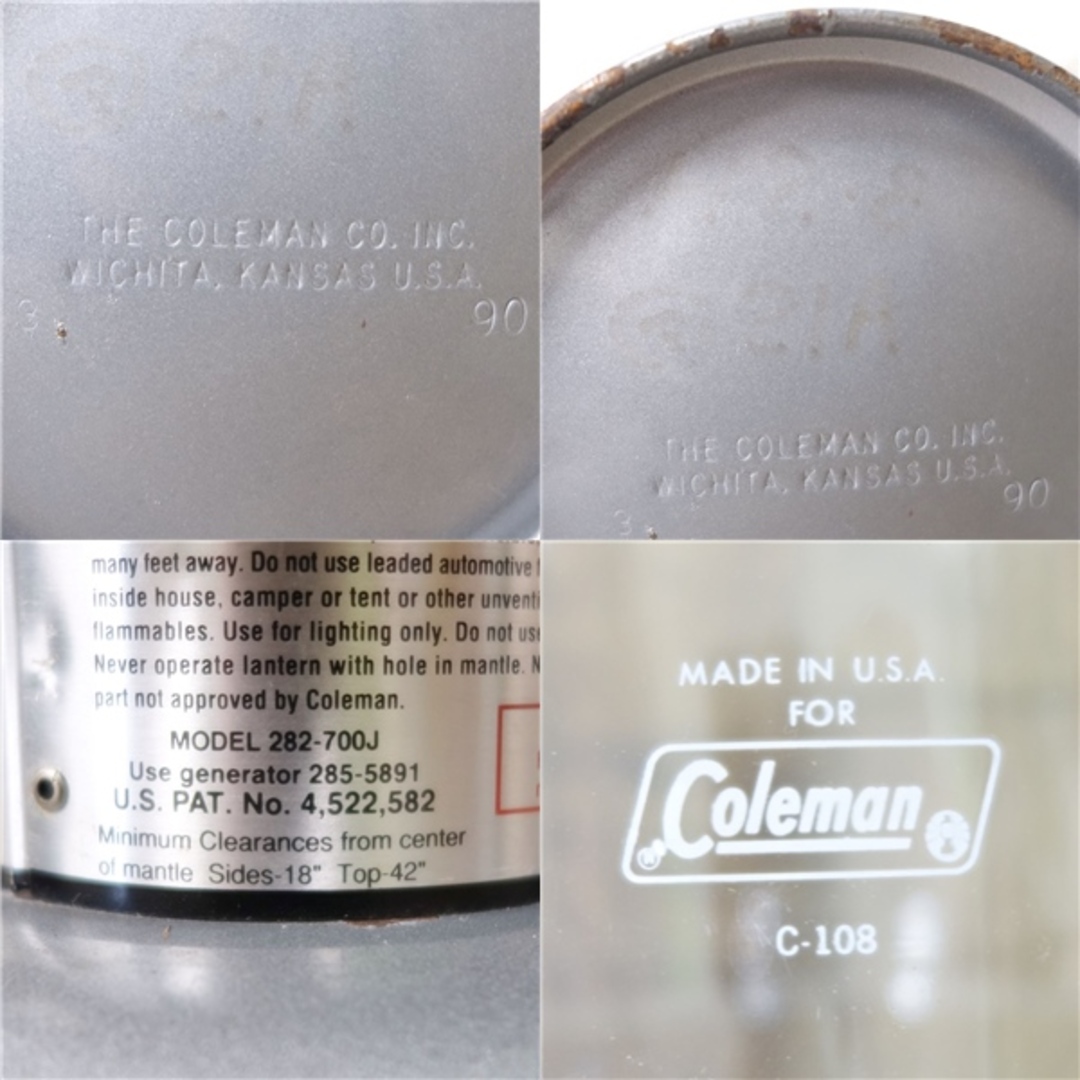 THE COLEMAN CO. INC.
WICHITA, KANSAS U.S.A.
3 90
THE COLEMAN CO. INC.
WICHITA, KANSAS U.S.A.
3 90
many feet away. Do not use leaded automotive
inside house, camper or tent or other
flammables. Use for lighting only. Do not use
Never operate lantern with hole in mantle.
part not approved by Coleman.
MODEL 282-700J
Use generator 285-5891
U.S. PAT. No. 4,522,582
Minimum Clearances from center
of mantle Sides-18" Top-42"
MADE IN U.S.A.
FOR
Coleman
®
C-108